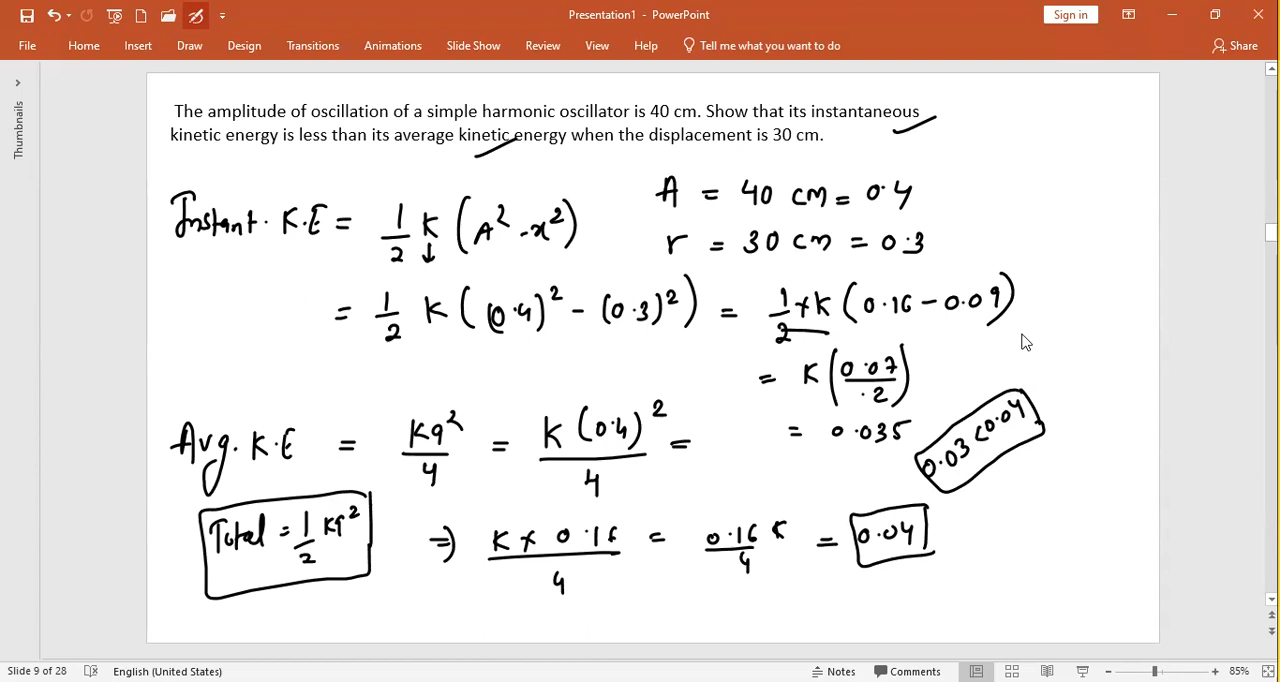 Presentation1 - PowerPoint
Sign in
File Home Insert Draw Design Transitions Animations Slide Show Review View Help Tell me what you want to do Share
Thumbnails
The amplitude of oscillation of a simple harmonic oscillator is 40 cm. Show that its instantaneous
kinetic energy is less than its average kinetic energy when the displacement is 30 cm.
A = 40 cm = 0.4
Instant. K.E = 1/2 K (A² - x²)
r = 30 cm = 0.3
= 1/2 K ((0.4)² - (0.3)²) = 1/2 × K (0.16 - 0.09)
= K (0.07/.2)
= 0.035
0.03 < 0.04
Avg. K.E = Ka²/4 = K (0.4)²/4 =
Total = 1/2 Ka²
⇒ K × 0.16/4 = 0.16 K/4 = 0.04
Slide 9 of 28 English (United States) Notes Comments 85%